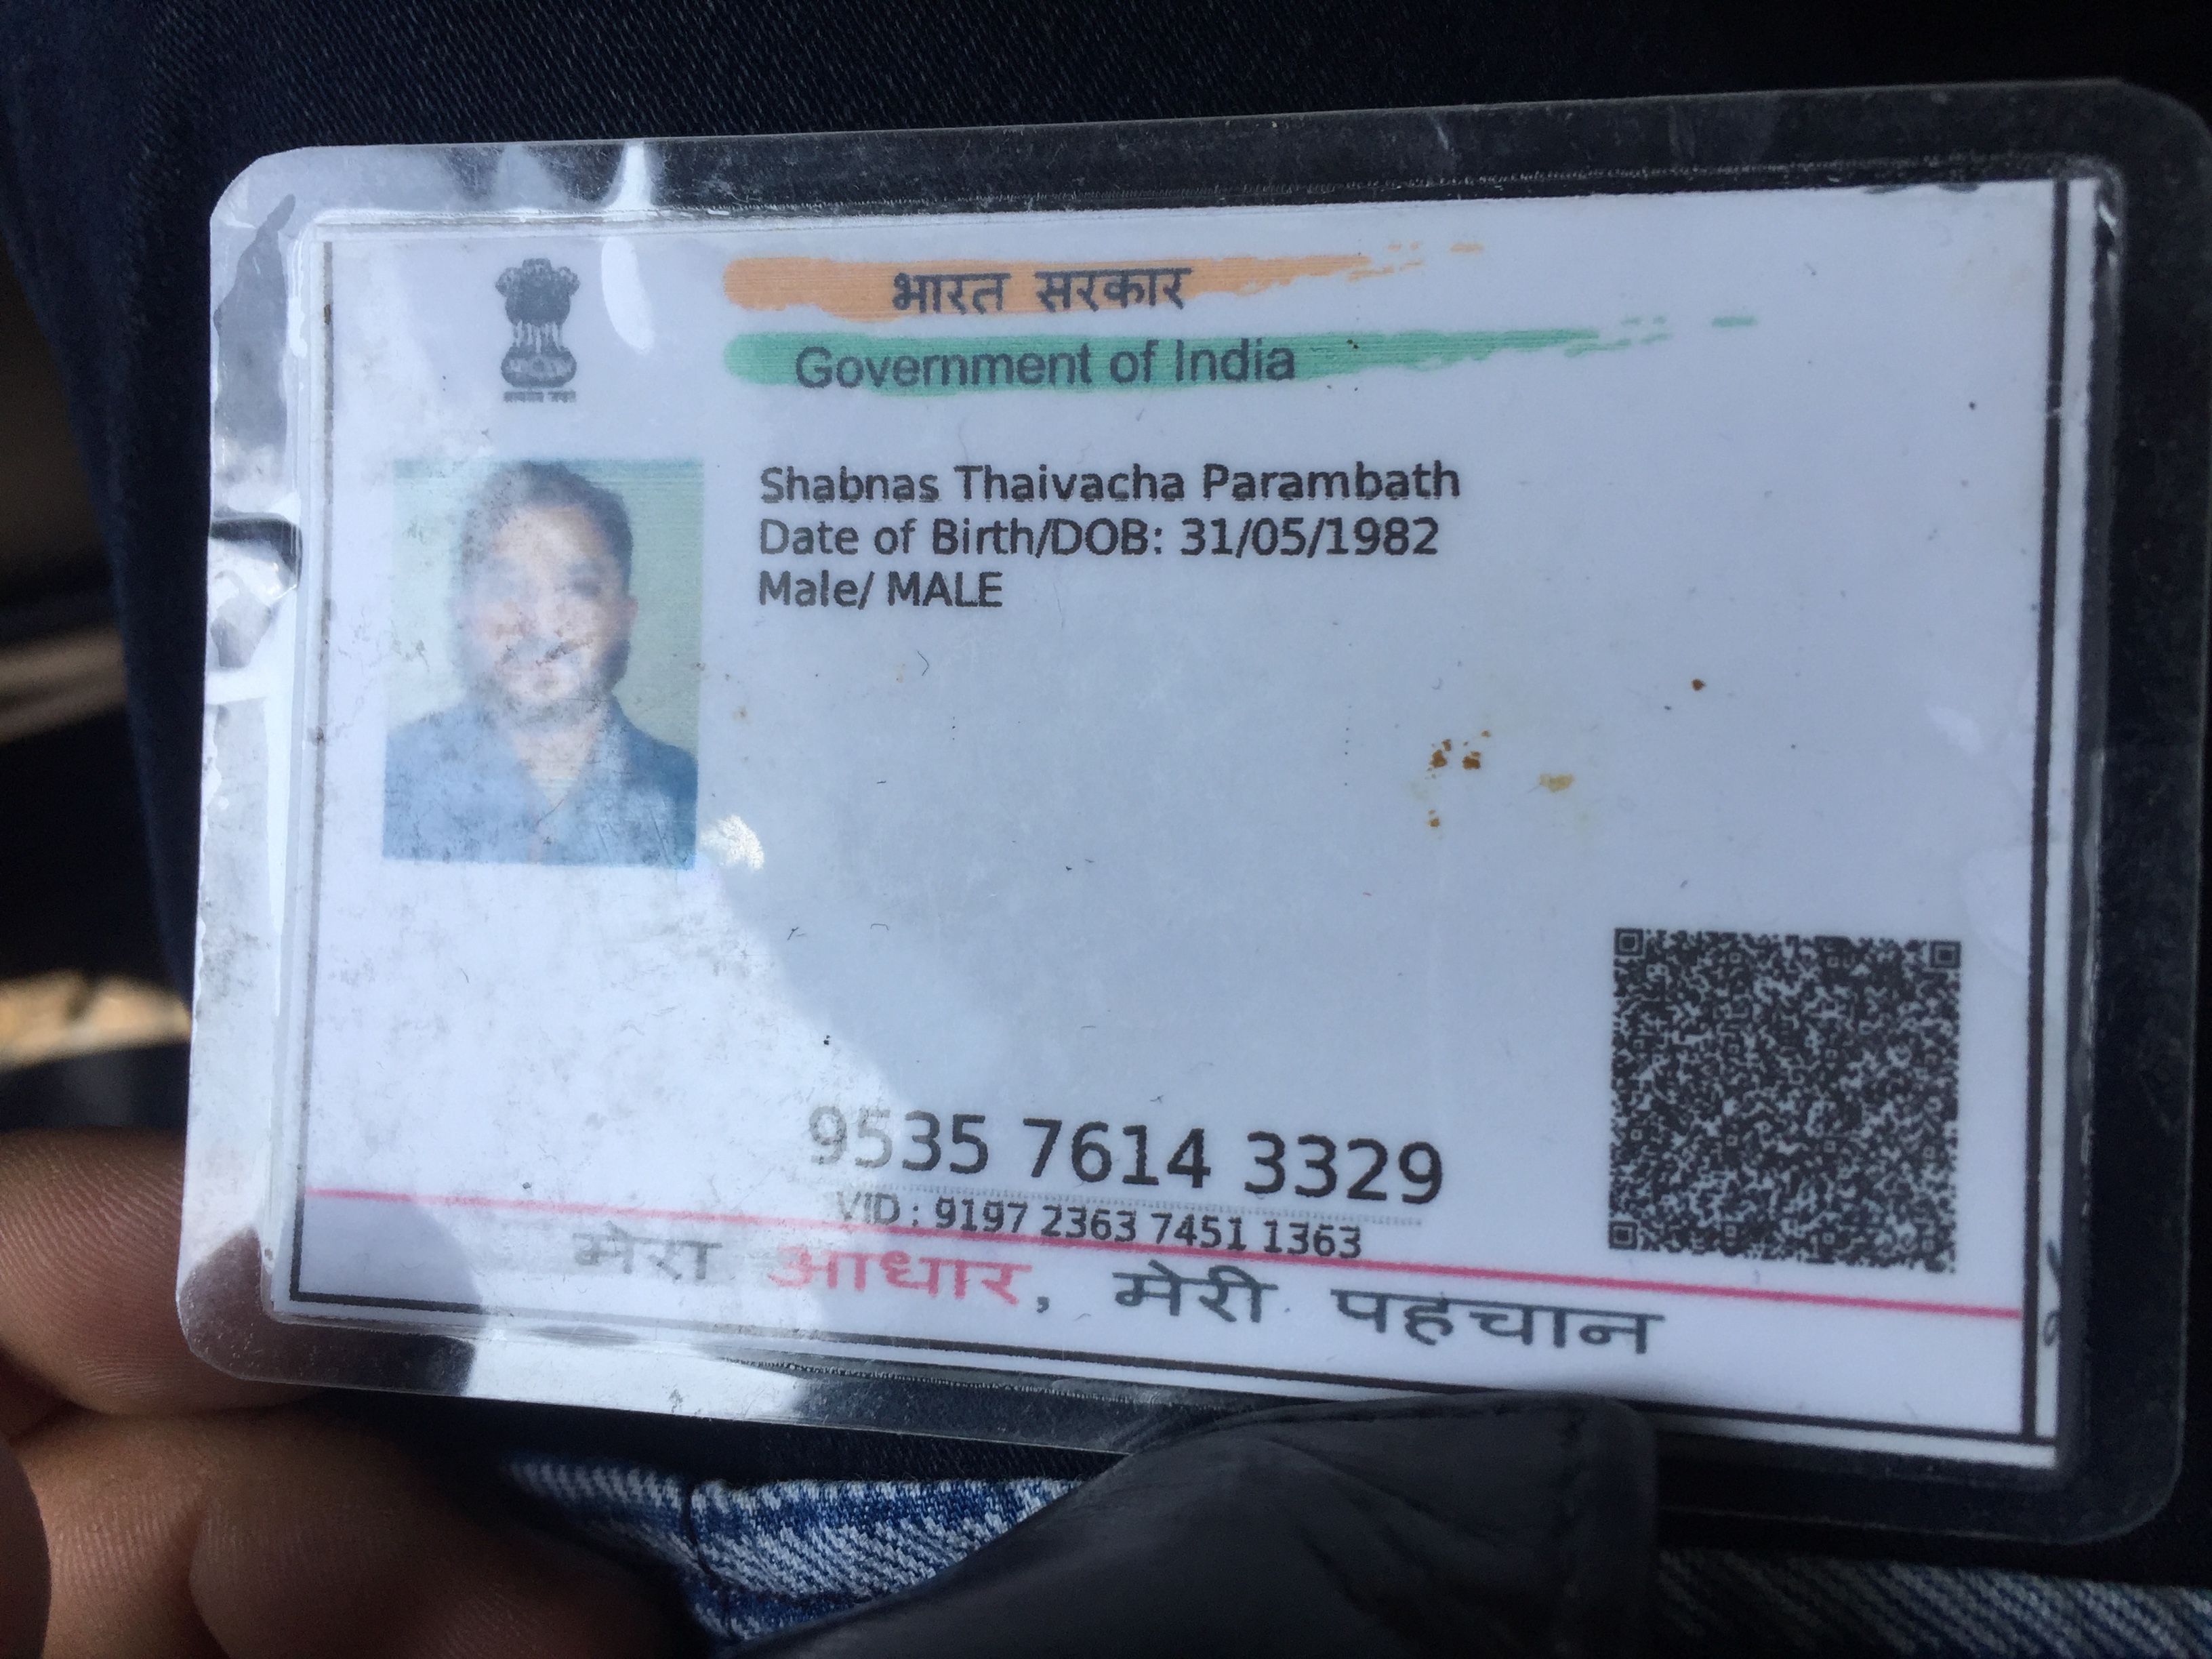 भारत सरकार
Government of India
Shabnas Thaivacha Parambath
Date of Birth/DOB: 31/05/1982
Male/ MALE
9535 7614 3329
VID: 9197 2363 7451 1363
मेरा आधार, मेरी पहचान